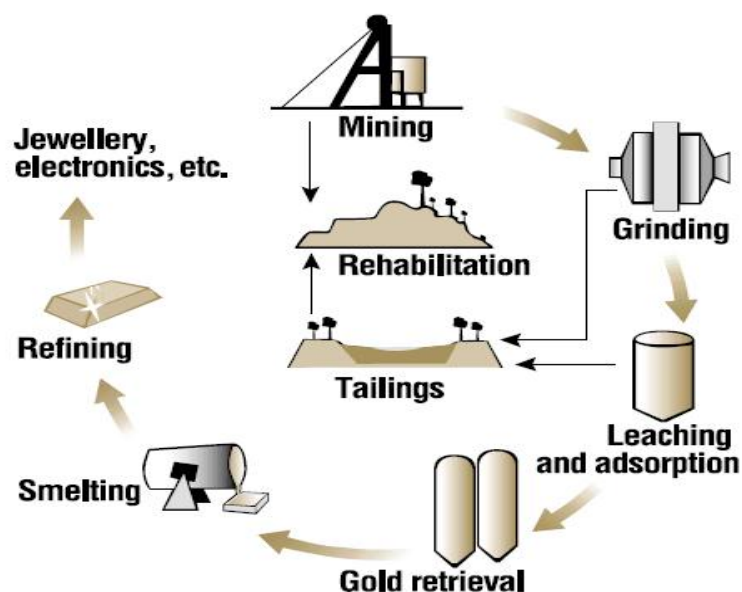 Mining
Jewellery,
electronics, etc.
Grinding
Rehabilitation
Refining
Tailings
Leaching
and adsorption
Smelting
Gold retrieval